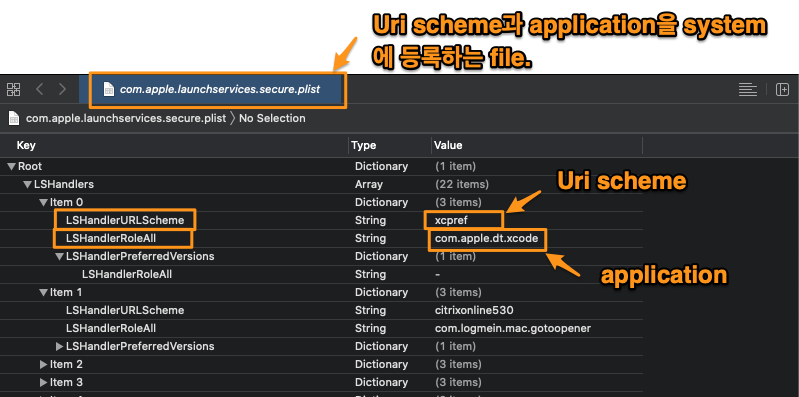 Uri scheme과 application을 system
에 등록하는 file.
com.apple.launchservices.secure.plist
com.apple.launchservices.secure.plist 〉 No Selection
Key Type Value
Root Dictionary (1 item)
LSHandlers Array (22 items)
Item 0 Dictionary (3 items)
Uri scheme
LSHandlerURLScheme String xcpref
LSHandlerRoleAll String com.apple.dt.xcode
LSHandlerPreferredVersions Dictionary (1 item)
application
LSHandlerRoleAll String -
Item 1 Dictionary (3 items)
LSHandlerURLScheme String citrixonline530
LSHandlerRoleAll String com.logmein.mac.gotoopener
LSHandlerPreferredVersions Dictionary (1 item)
Item 2 Dictionary (3 items)
Item 3 Dictionary (3 items)